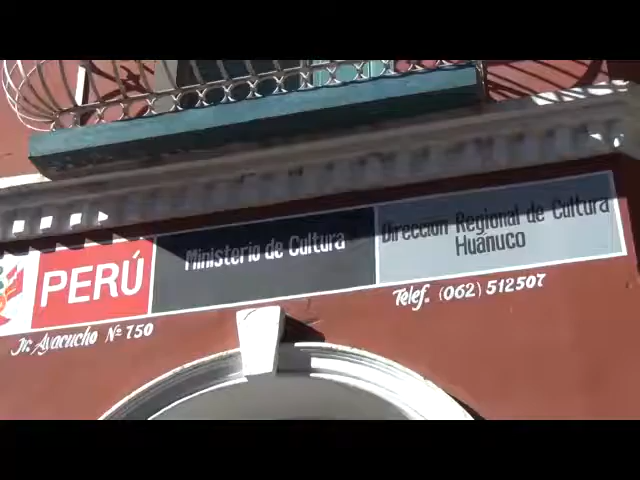 PERÚ
Ministerio de Cultura
Dirección Regional de Cultura
Huánuco
Jr. Ayacucho Nº 750
Telef. (062) 512507